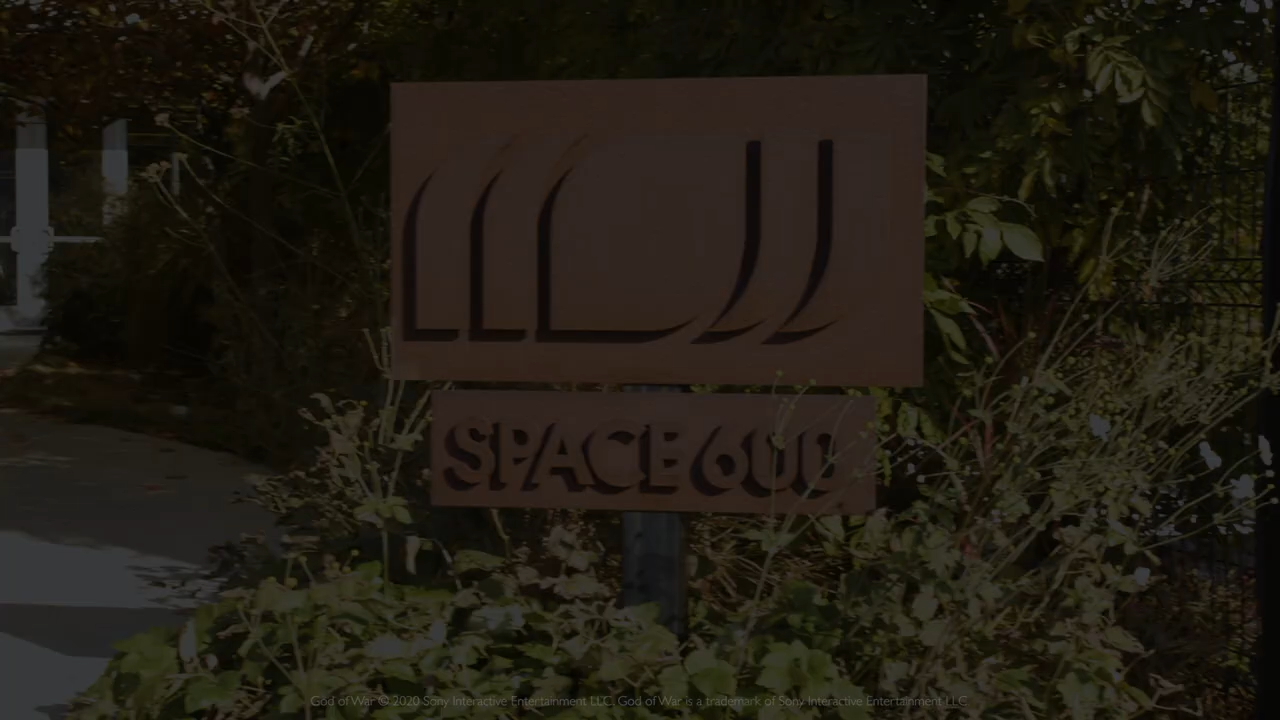 SPACE 600
God of War © 2020 Sony Interactive Entertainment LLC. God of War is a trademark of Sony Interactive Entertainment LLC.